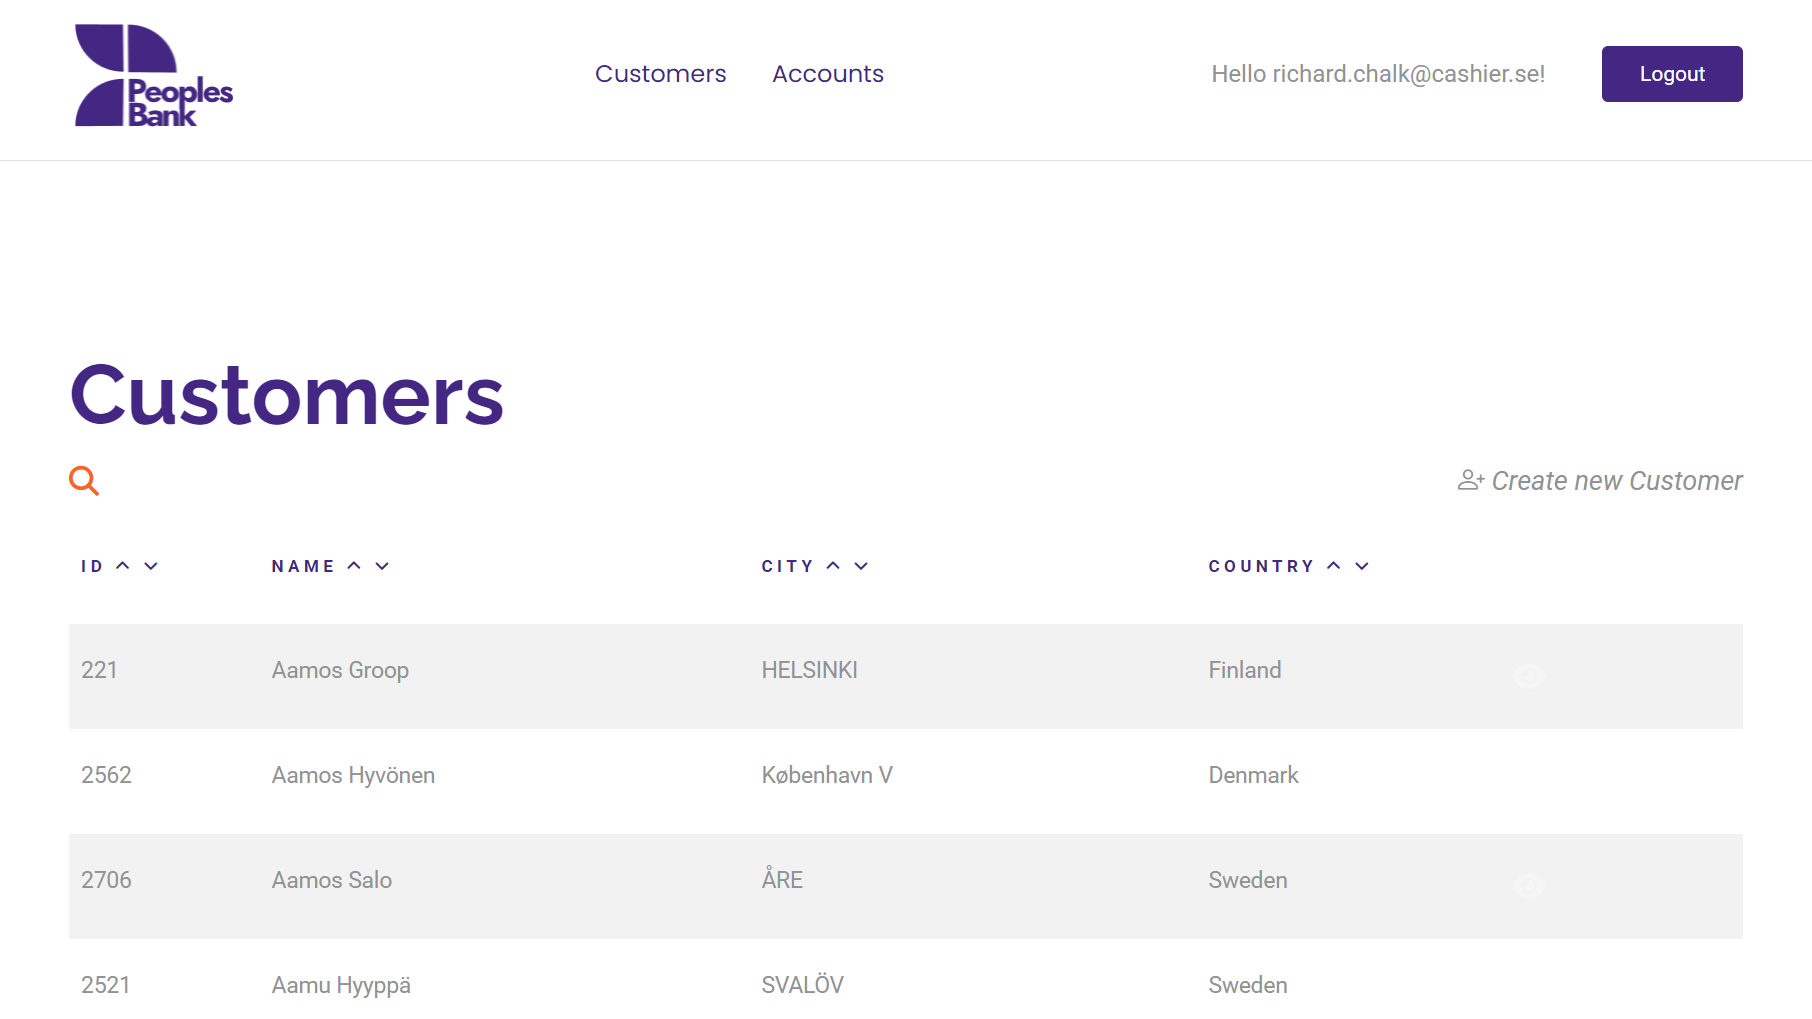 Peoples
Bank
Customers Accounts
Hello richard.chalk@cashier.se!
Logout
Customers
Create new Customer
ID NAME CITY COUNTRY
221 Aamos Groop HELSINKI Finland
2562 Aamos Hyvönen København V Denmark
2706 Aamos Salo ÅRE Sweden
2521 Aamu Hyyppä SVALÖV Sweden